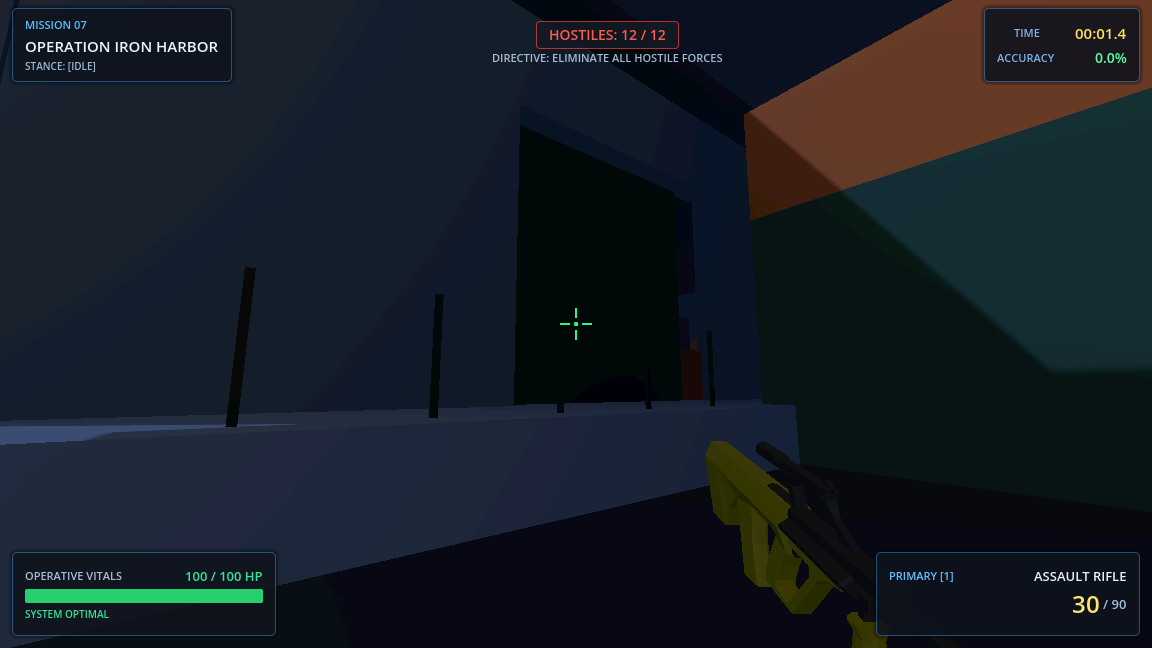 MISSION 07
OPERATION IRON HARBOR
STANCE: [IDLE]
HOSTILES: 12 / 12
DIRECTIVE: ELIMINATE ALL HOSTILE FORCES
TIME 00:01.4
ACCURACY 0.0%
OPERATIVE VITALS 100 / 100 HP
SYSTEM OPTIMAL
PRIMARY [1] ASSAULT RIFLE
30 / 90